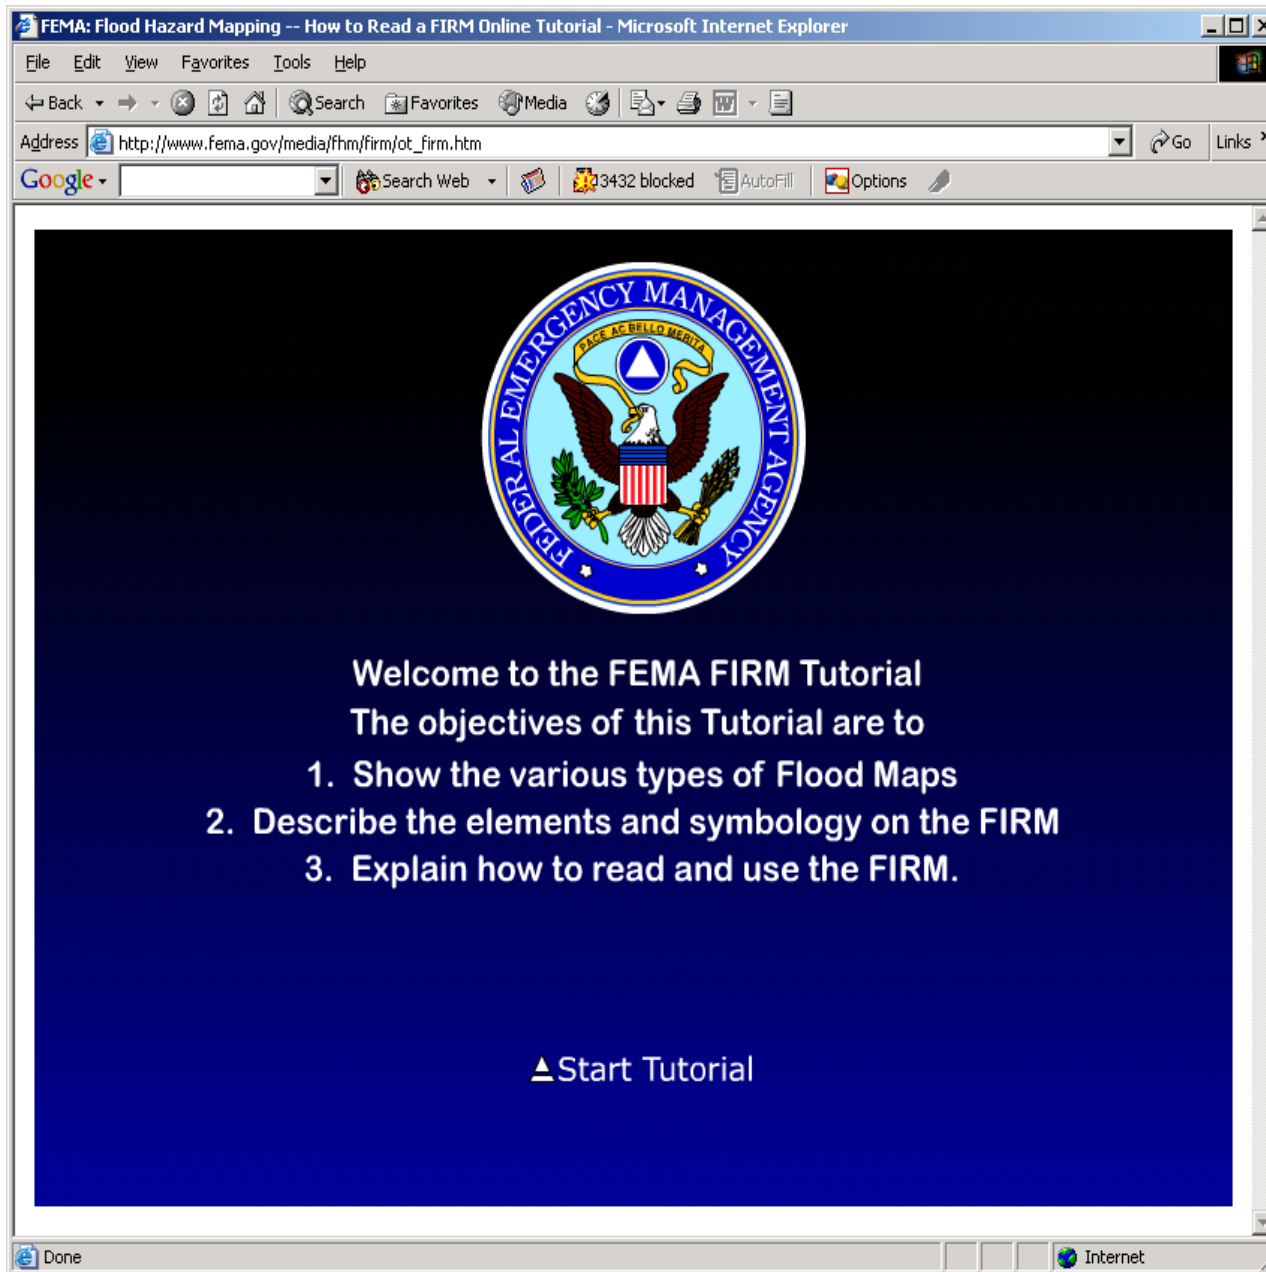 FEMA: Flood Hazard Mapping -- How to Read a FIRM Online Tutorial - Microsoft Internet Explorer
File Edit View Favorites Tools Help
Back Search Favorites Media
Address http://www.fema.gov/media/fhm/firm/ot_firm.htm Go Links
Google Search Web 3432 blocked AutoFill Options
FEDERAL EMERGENCY MANAGEMENT AGENCY
PACE AC BELLO MERITA
Welcome to the FEMA FIRM Tutorial
The objectives of this Tutorial are to
1. Show the various types of Flood Maps
2. Describe the elements and symbology on the FIRM
3. Explain how to read and use the FIRM.
Start Tutorial
Done Internet